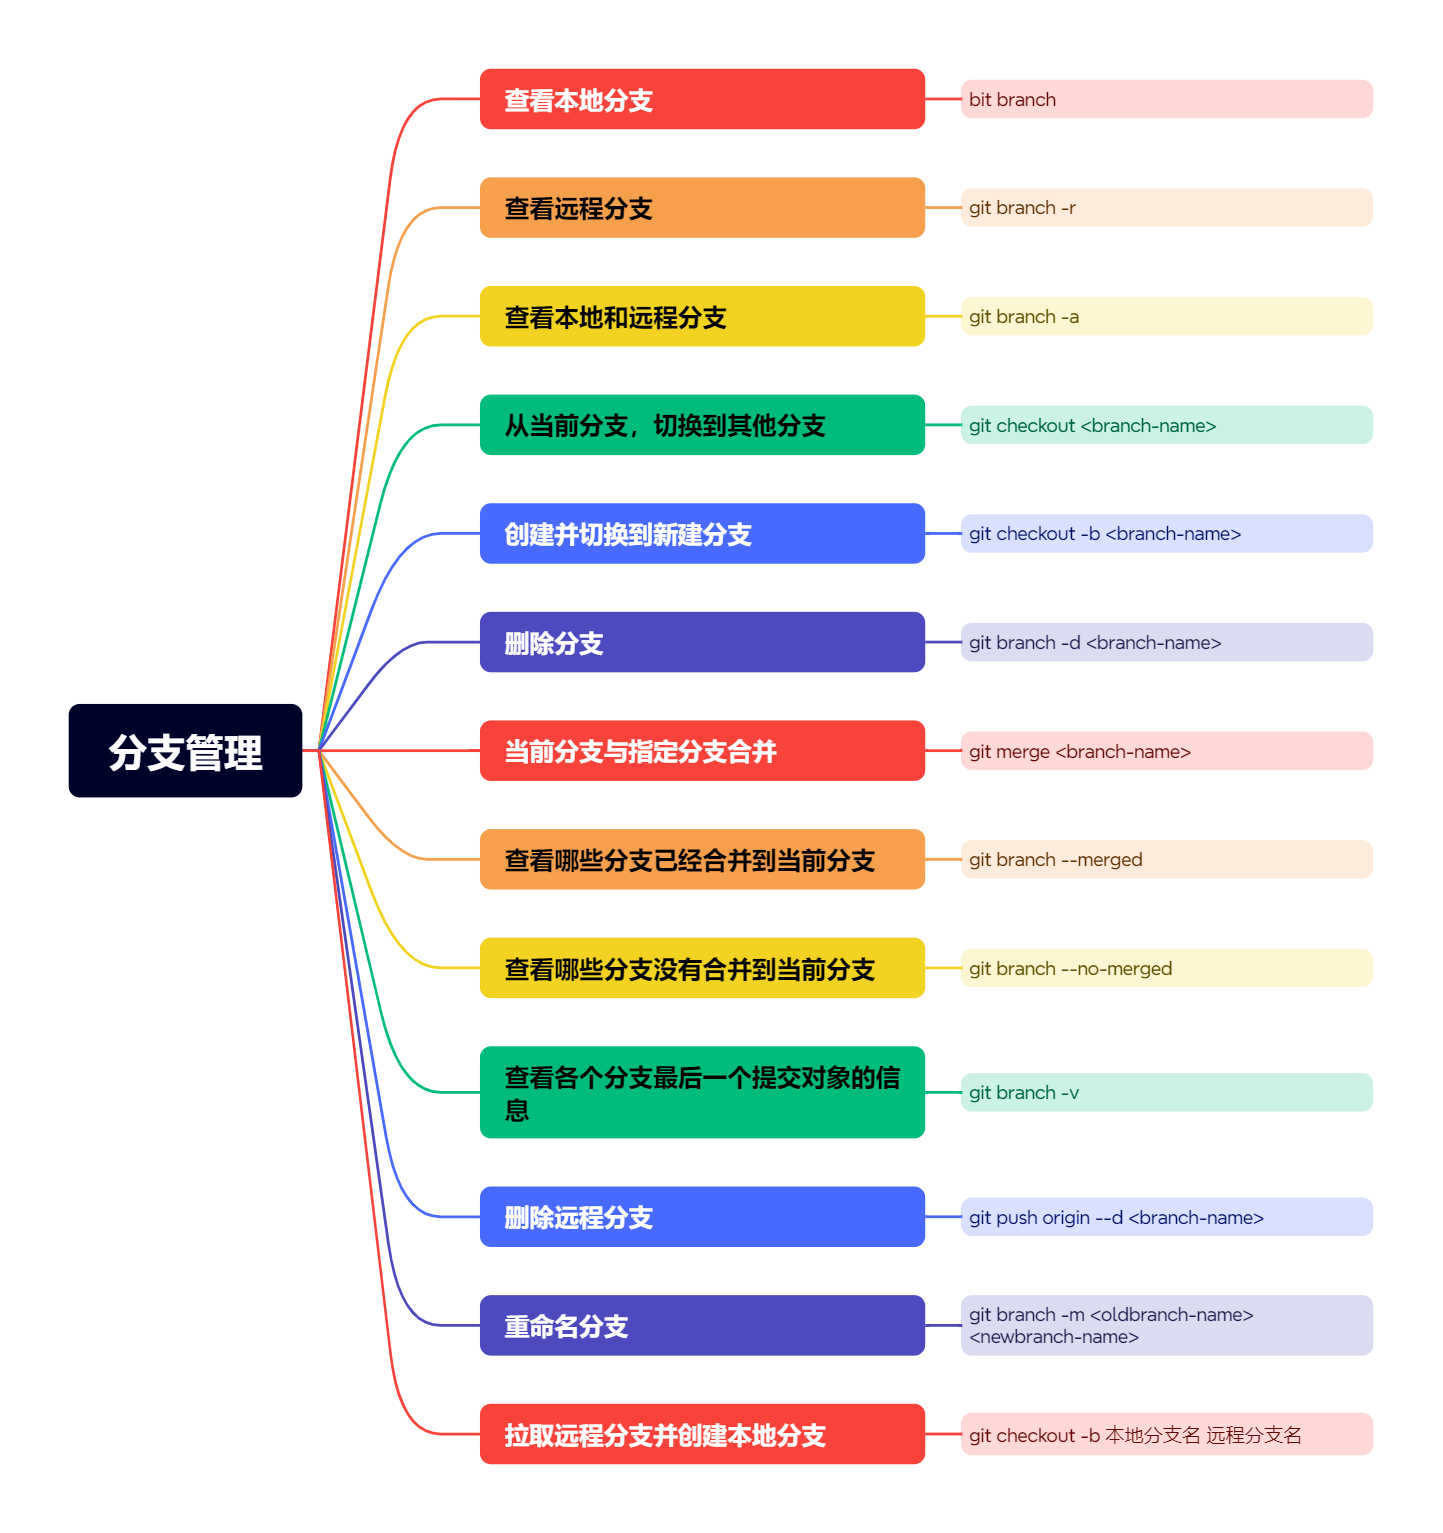 分支管理
查看本地分支
bit branch
查看远程分支
git branch -r
查看本地和远程分支
git branch -a
从当前分支，切换到其他分支
git checkout <branch-name>
创建并切换到新建分支
git checkout -b <branch-name>
删除分支
git branch -d <branch-name>
当前分支与指定分支合并
git merge <branch-name>
查看哪些分支已经合并到当前分支
git branch --merged
查看哪些分支没有合并到当前分支
git branch --no-merged
查看各个分支最后一个提交对象的信
息
git branch -v
删除远程分支
git push origin --d <branch-name>
重命名分支
git branch -m <oldbranch-name>
<newbranch-name>
拉取远程分支并创建本地分支
git checkout -b 本地分支名 远程分支名